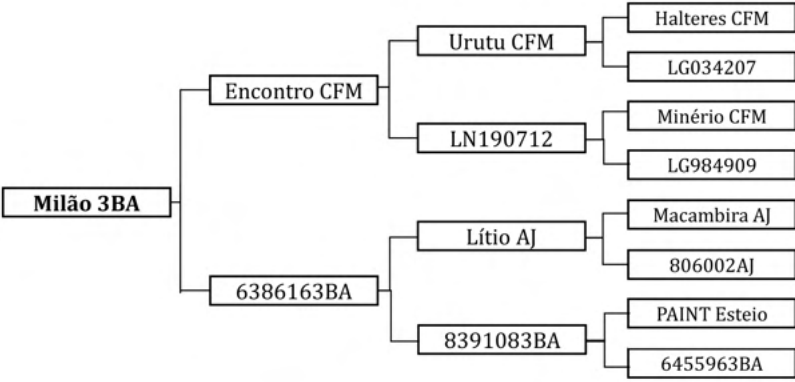 Halteres CFM
Urutu CFM
LG034207
Encontro CFM
Minério CFM
LN190712
LG984909
Milão 3BA
Macambira AJ
Lítio AJ
806002AJ
6386163BA
PAINT Esteio
8391083BA
6455963BA